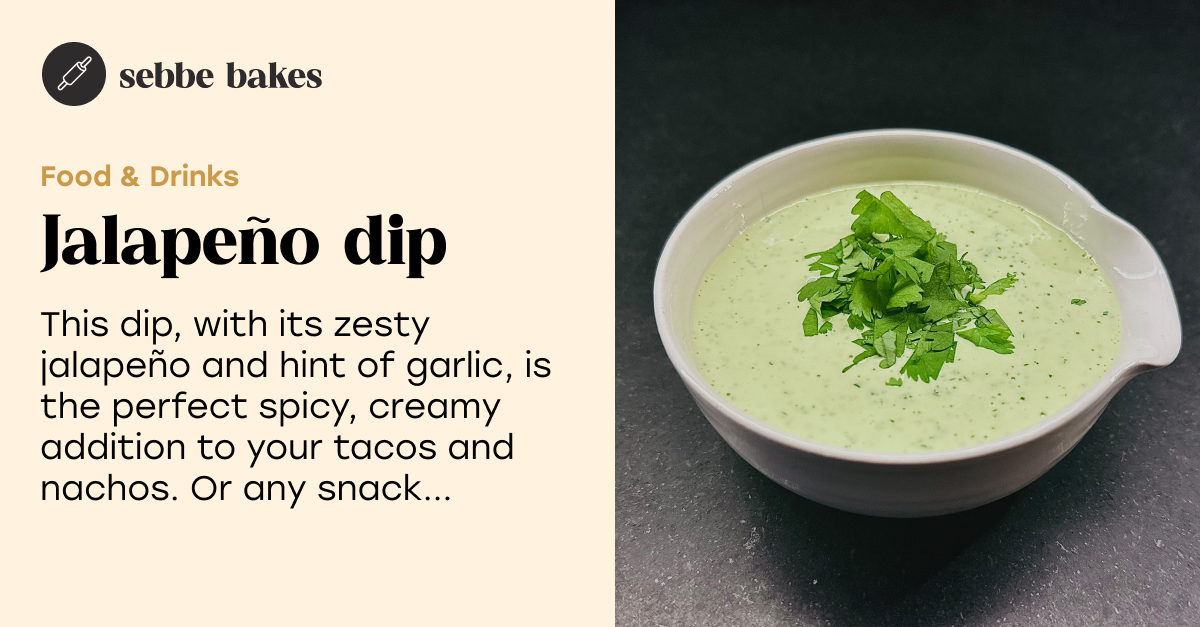 sebbe bakes
Food & Drinks
Jalapeño dip
This dip, with its zesty
jalapeño and hint of garlic, is
the perfect spicy, creamy
addition to your tacos and
nachos. Or any snack...